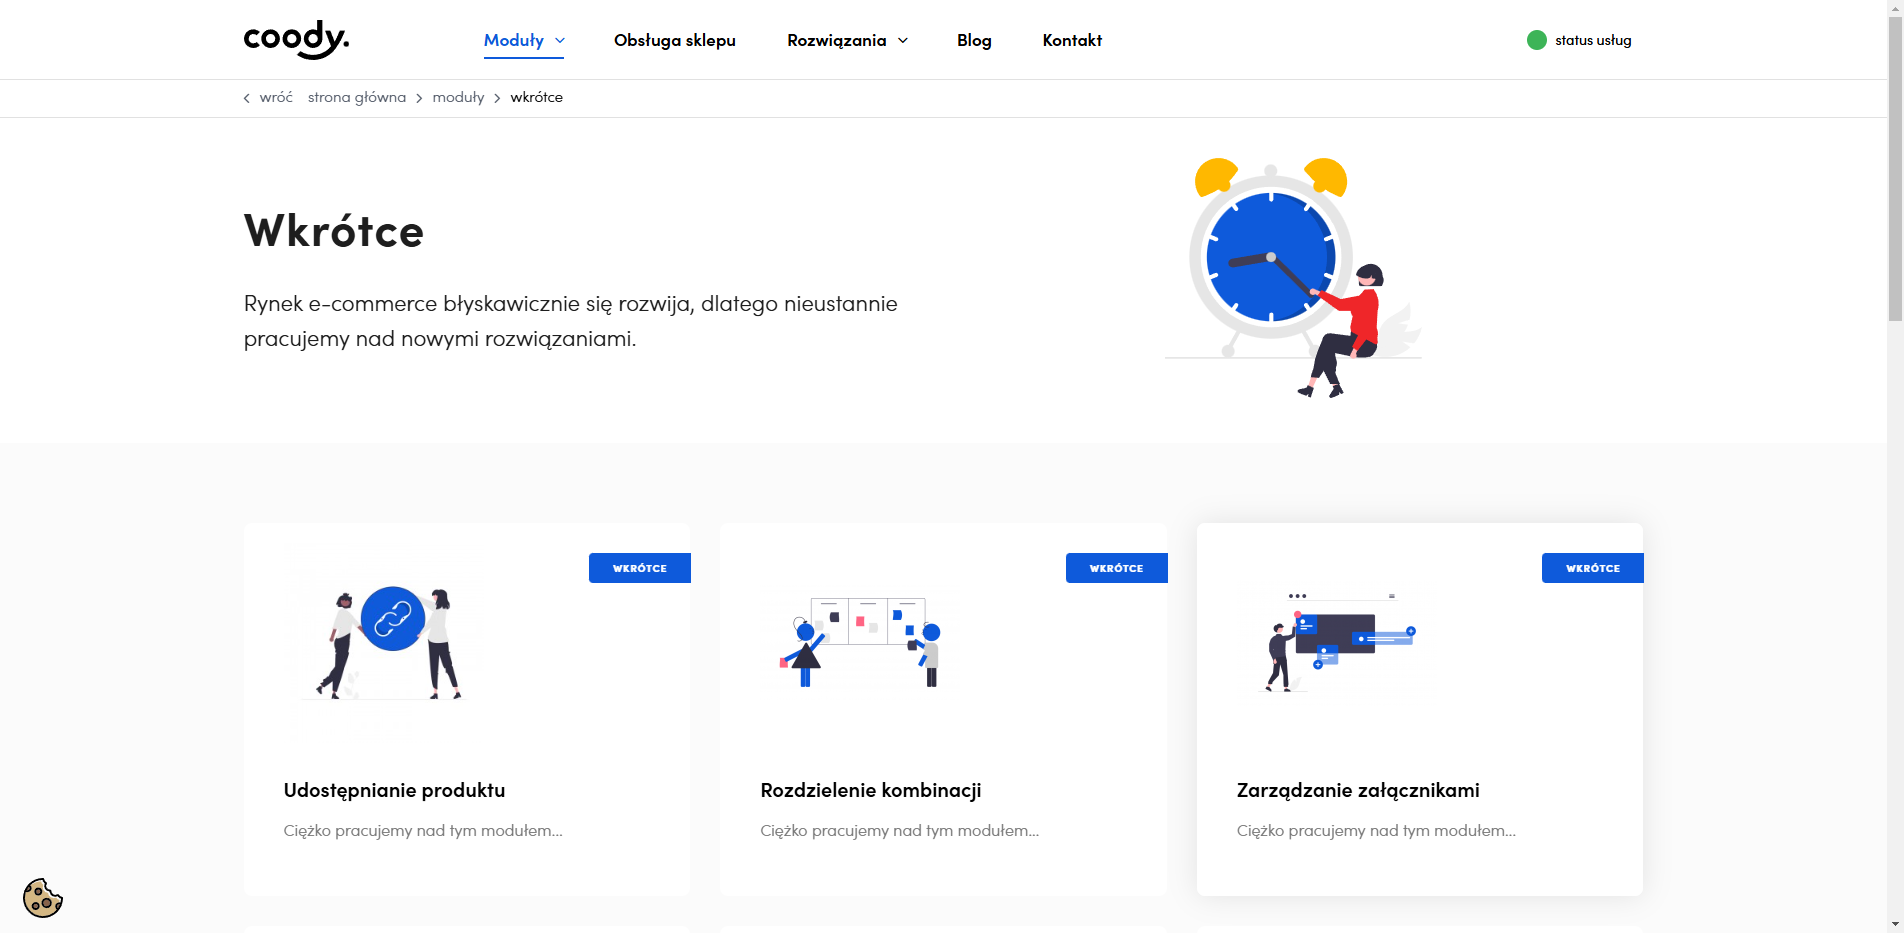 coody.
Moduły
Obsługa sklepu
Rozwiązania
Blog
Kontakt
status usług
wróć strona główna > moduły > wkrótce
Wkrótce
Rynek e-commerce błyskawicznie się rozwija, dlatego nieustannie
pracujemy nad nowymi rozwiązaniami.
WKRÓTCE
Udostępnianie produktu
Ciężko pracujemy nad tym modułem...
WKRÓTCE
Rozdzielenie kombinacji
Ciężko pracujemy nad tym modułem...
WKRÓTCE
Zarządzanie załącznikami
Ciężko pracujemy nad tym modułem...